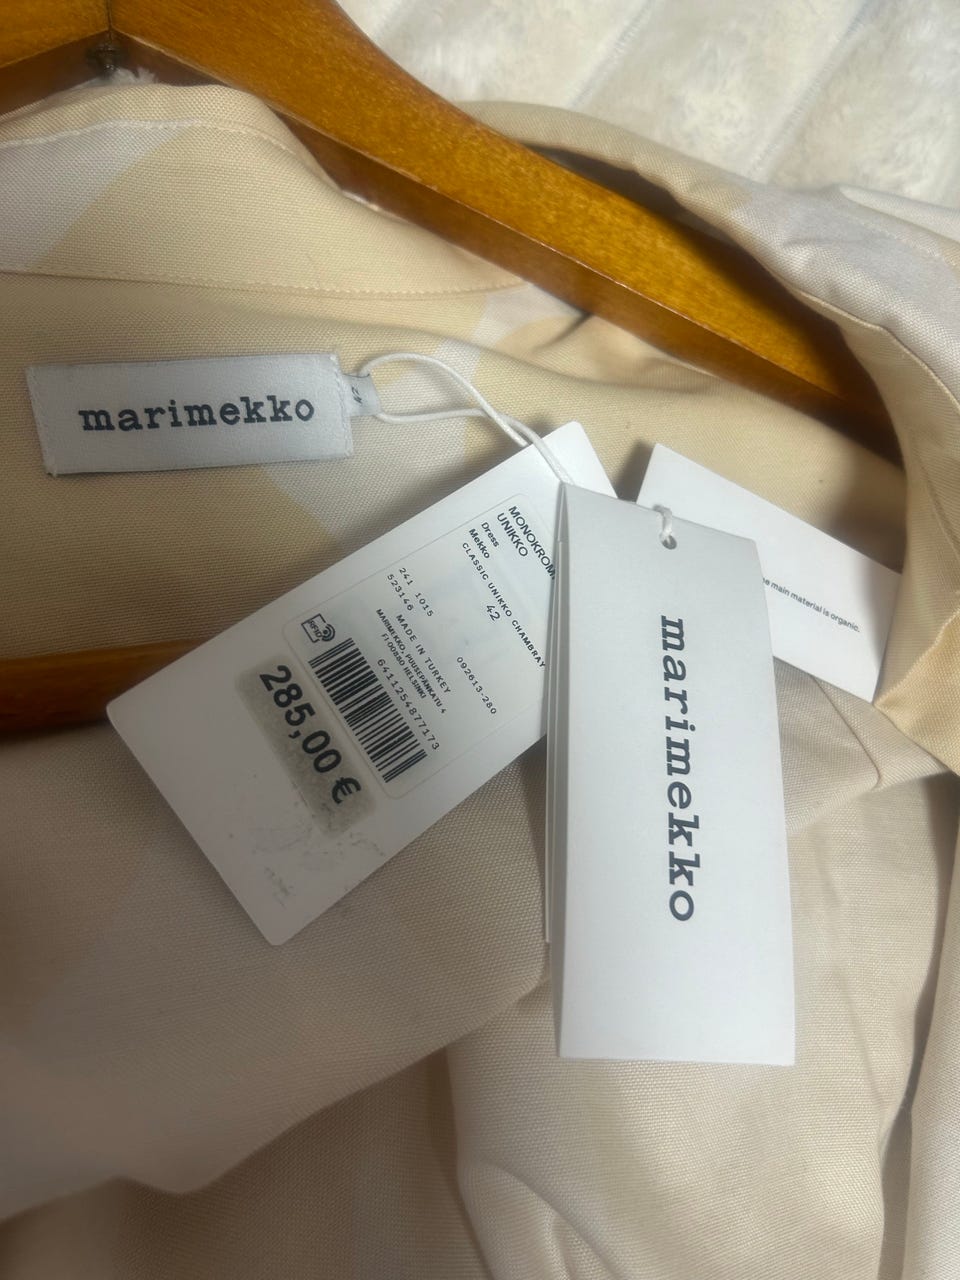 marimekko
42
MONOKROMI
UNIKKO
Dress
Mekko
CLASSIC UNIKKO CHAMBRAY
42
092613-280
241 1015
523146 MADE IN TURKEY
MARIMEKKO, PUUSEPÄNKATU 4
FI 00880 HELSINKI
RFID
6411254877173
285,00 €
marimekko
main material is organic.